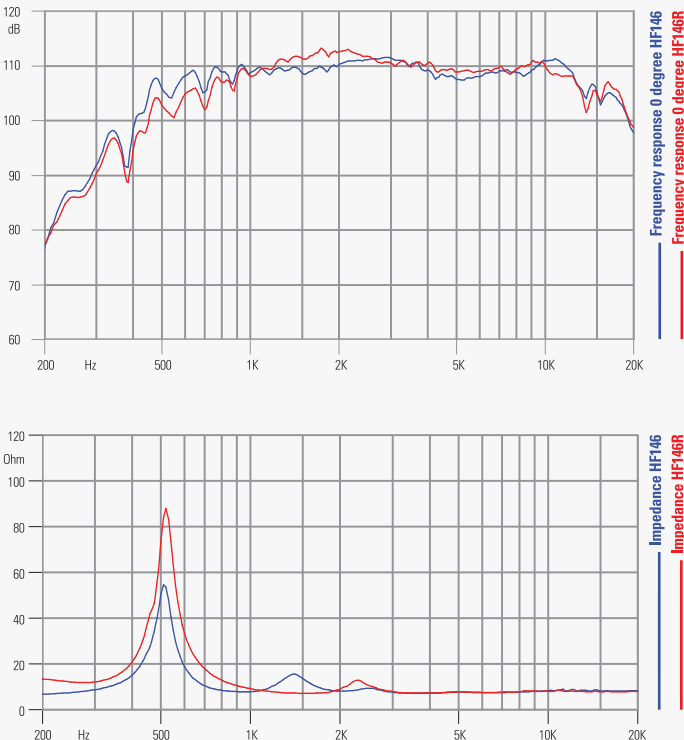 120
dB
110
100
90
80
70
60
200 Hz 500 1K 2K 5K 10K 20K
Frequency response 0 degree HF146
Frequency response 0 degree HF146R
120
Ohm
100
80
60
40
20
0
200 Hz 500 1K 2K 5K 10K 20K
Impedance HF146
Impedance HF146R